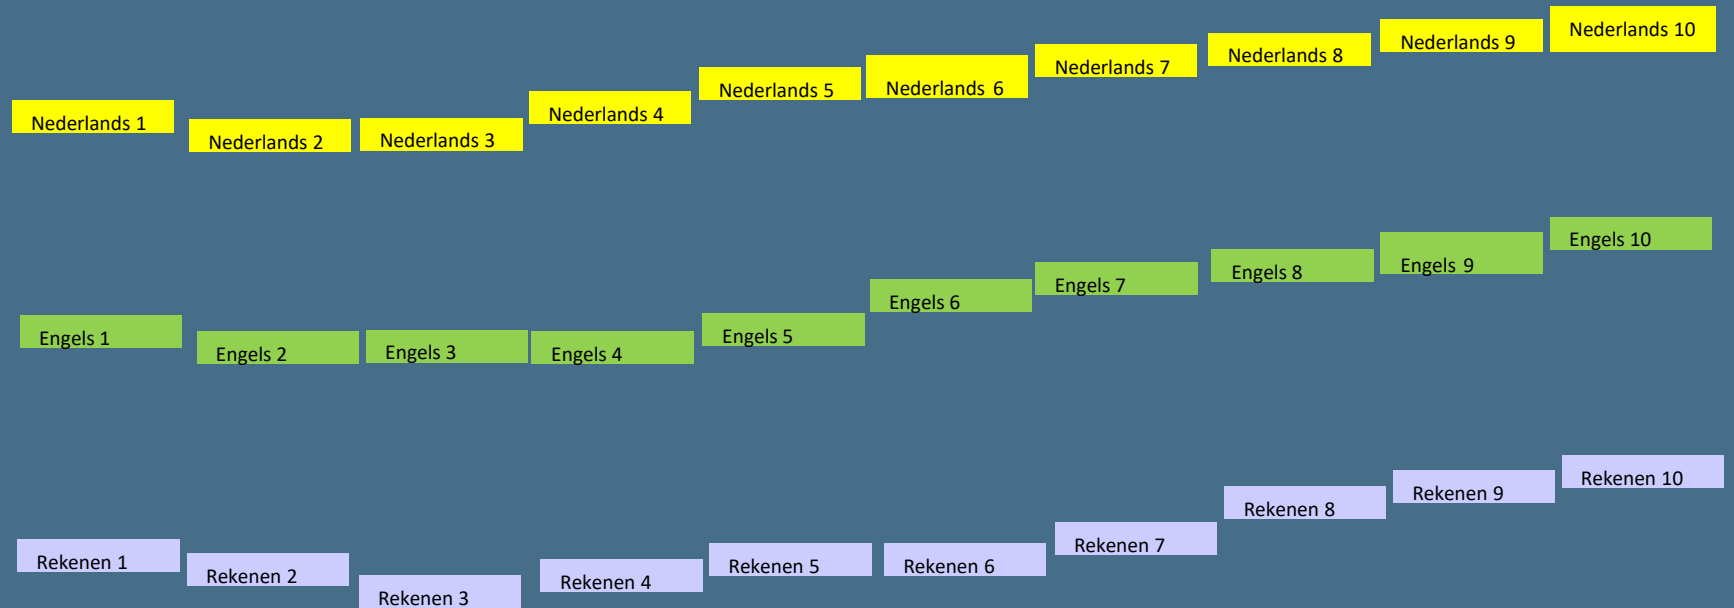 Nederlands 1
Nederlands 2
Nederlands 3
Nederlands 4
Nederlands 5
Nederlands 6
Nederlands 7
Nederlands 8
Nederlands 9
Nederlands 10
Engels 1
Engels 2
Engels 3
Engels 4
Engels 5
Engels 6
Engels 7
Engels 8
Engels 9
Engels 10
Rekenen 1
Rekenen 2
Rekenen 3
Rekenen 4
Rekenen 5
Rekenen 6
Rekenen 7
Rekenen 8
Rekenen 9
Rekenen 10